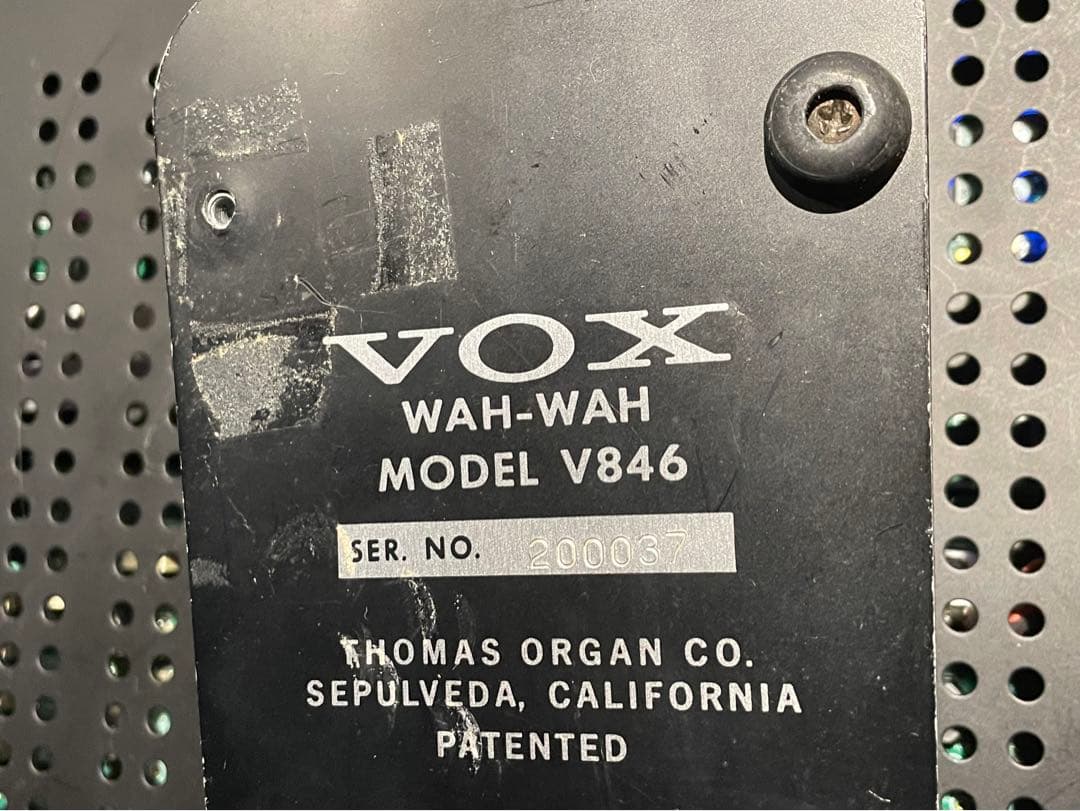 VOX
WAH-WAH
MODEL V846
SER. NO. 200037
THOMAS ORGAN CO.
SEPULVEDA, CALIFORNIA
PATENTED